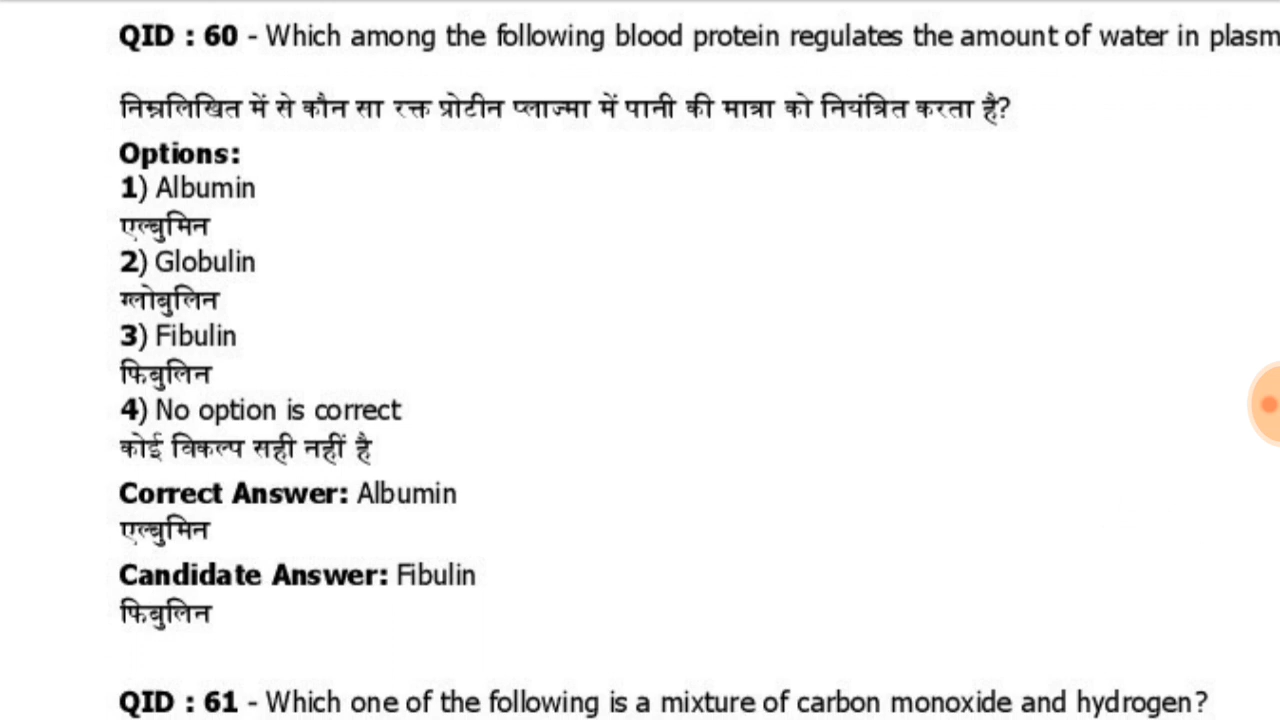 QID : 60 - Which among the following blood protein regulates the amount of water in plasm
निम्नलिखित में से कौन सा रक्त प्रोटीन प्लाज्मा में पानी की मात्रा को नियंत्रित करता है?
Options:
1) Albumin
एल्बुमिन
2) Globulin
ग्लोबुलिन
3) Fibulin
फिबुलिन
4) No option is correct
कोई विकल्प सही नहीं है
Correct Answer: Albumin
एल्बुमिन
Candidate Answer: Fibulin
फिबुलिन
QID : 61 - Which one of the following is a mixture of carbon monoxide and hydrogen?